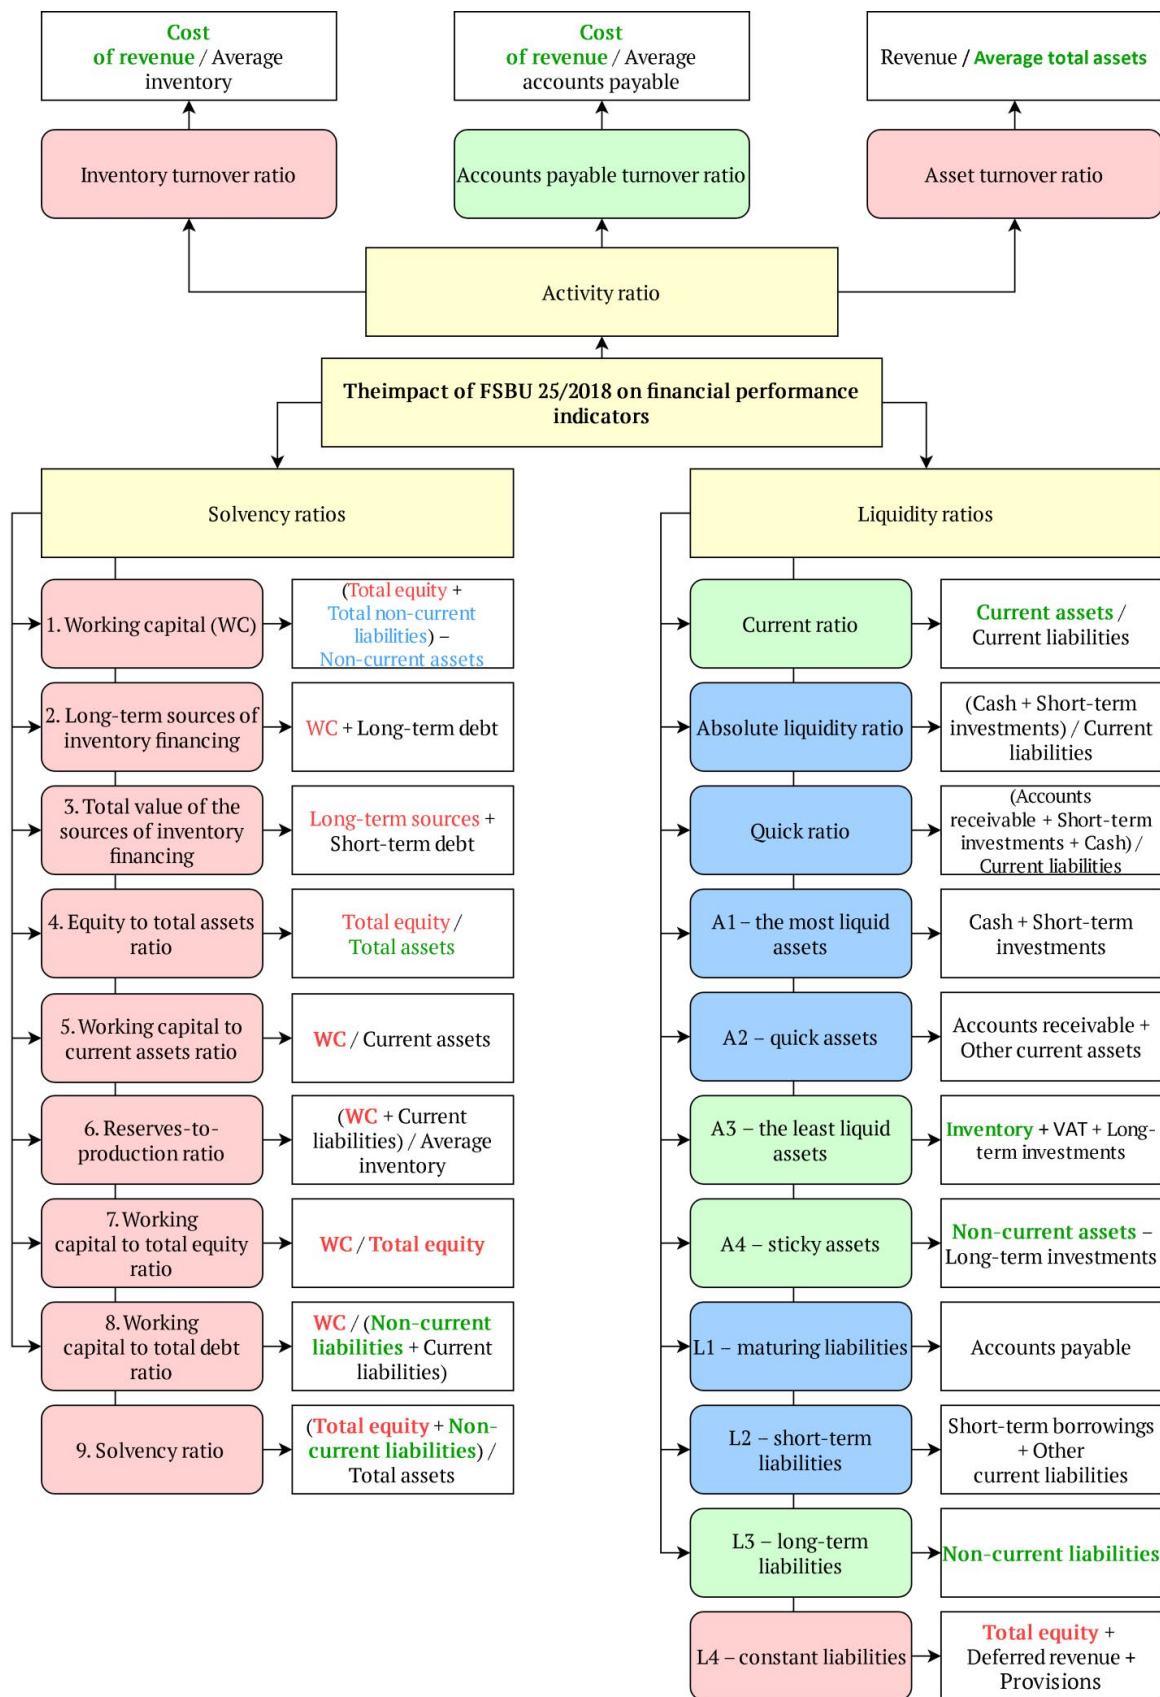 Cost
of revenue / Average
inventory
Cost
of revenue / Average
accounts payable
Revenue / Average total assets
Inventory turnover ratio
Accounts payable turnover ratio
Asset turnover ratio
Activity ratio
Theimpact of FSBU 25/2018 on financial performance
indicators
Solvency ratios
1. Working capital (WC)
(Total equity +
Total non-current
liabilities) –
Non-current assets
2. Long-term sources of
inventory financing
WC + Long-term debt
3. Total value of the
sources of inventory
financing
Long-term sources +
Short-term debt
4. Equity to total assets
ratio
Total equity /
Total assets
5. Working capital to
current assets ratio
WC / Current assets
6. Reserves-to-
production ratio
(WC + Current
liabilities) / Average
inventory
7. Working
capital to total equity
ratio
WC / Total equity
8. Working
capital to total debt
ratio
WC / (Non-current
liabilities + Current
liabilities)
9. Solvency ratio
(Total equity + Non-
current liabilities) /
Total assets
Liquidity ratios
Current ratio
Current assets /
Current liabilities
Absolute liquidity ratio
(Cash + Short-term
investments) / Current
liabilities
Quick ratio
(Accounts
receivable + Short-term
investments + Cash) /
Current liabilities
A1 – the most liquid
assets
Cash + Short-term
investments
A2 – quick assets
Accounts receivable +
Other current assets
A3 – the least liquid
assets
Inventory + VAT + Long-
term investments
A4 – sticky assets
Non-current assets –
Long-term investments
L1 – maturing liabilities
Accounts payable
L2 – short-term
liabilities
Short-term borrowings
+ Other
current liabilities
L3 – long-term
liabilities
Non-current liabilities
L4 – constant liabilities
Total equity +
Deferred revenue +
Provisions